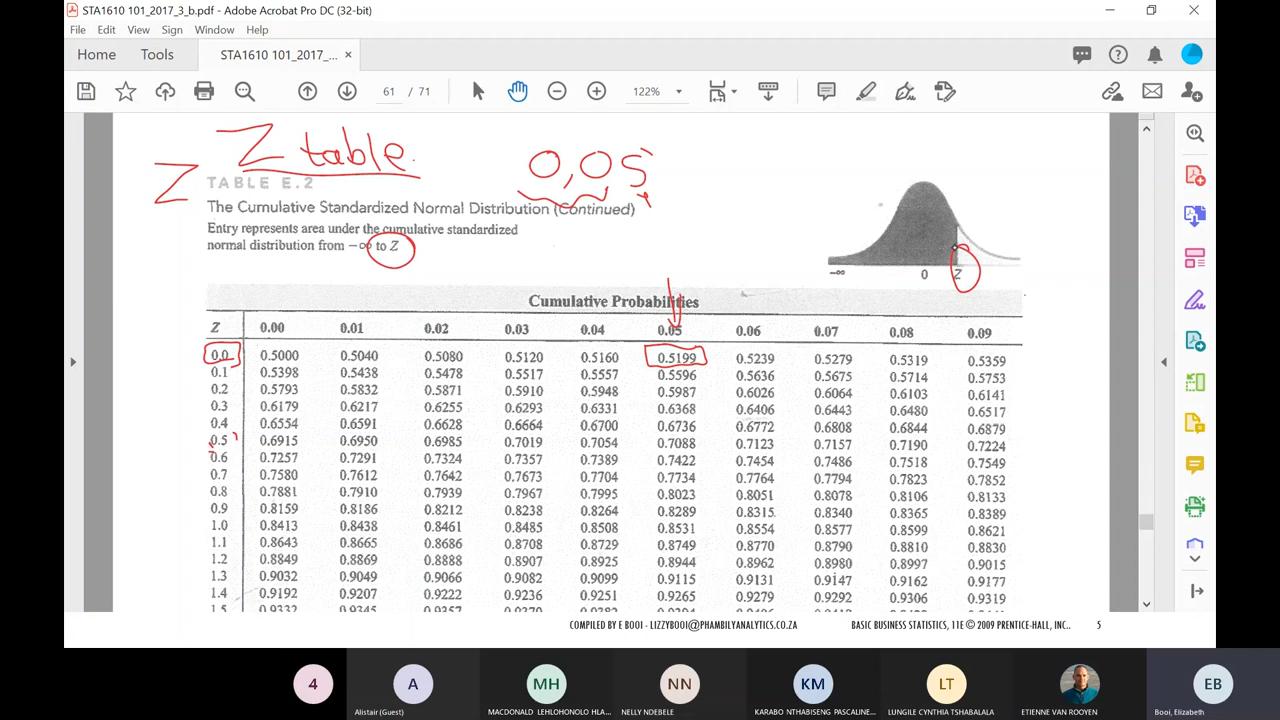 STA1610 101_2017_3_b.pdf - Adobe Acrobat Pro DC (32-bit)
File Edit View Sign Window Help
Home Tools STA1610 101_2017_... ×
61 / 71 122%
Z table
Z
0,05
TABLE E.2
The Cumulative Standardized Normal Distribution (Continued)
Entry represents area under the cumulative standardized
normal distribution from −∞ to Z
−∞ 0 Z
Cumulative Probabilities
Z 0.00 0.01 0.02 0.03 0.04 0.05 0.06 0.07 0.08 0.09
0.0 0.5000 0.5040 0.5080 0.5120 0.5160 0.5199 0.5239 0.5279 0.5319 0.5359
0.1 0.5398 0.5438 0.5478 0.5517 0.5557 0.5596 0.5636 0.5675 0.5714 0.5753
0.2 0.5793 0.5832 0.5871 0.5910 0.5948 0.5987 0.6026 0.6064 0.6103 0.6141
0.3 0.6179 0.6217 0.6255 0.6293 0.6331 0.6368 0.6406 0.6443 0.6480 0.6517
0.4 0.6554 0.6591 0.6628 0.6664 0.6700 0.6736 0.6772 0.6808 0.6844 0.6879
0.5 0.6915 0.6950 0.6985 0.7019 0.7054 0.7088 0.7123 0.7157 0.7190 0.7224
0.6 0.7257 0.7291 0.7324 0.7357 0.7389 0.7422 0.7454 0.7486 0.7518 0.7549
0.7 0.7580 0.7612 0.7642 0.7673 0.7704 0.7734 0.7764 0.7794 0.7823 0.7852
0.8 0.7881 0.7910 0.7939 0.7967 0.7995 0.8023 0.8051 0.8078 0.8106 0.8133
0.9 0.8159 0.8186 0.8212 0.8238 0.8264 0.8289 0.8315 0.8340 0.8365 0.8389
1.0 0.8413 0.8438 0.8461 0.8485 0.8508 0.8531 0.8554 0.8577 0.8599 0.8621
1.1 0.8643 0.8665 0.8686 0.8708 0.8729 0.8749 0.8770 0.8790 0.8810 0.8830
1.2 0.8849 0.8869 0.8888 0.8907 0.8925 0.8944 0.8962 0.8980 0.8997 0.9015
1.3 0.9032 0.9049 0.9066 0.9082 0.9099 0.9115 0.9131 0.9147 0.9162 0.9177
1.4 0.9192 0.9207 0.9222 0.9236 0.9251 0.9265 0.9279 0.9292 0.9306 0.9319
1.5 0.9332 0.9345 0.9357 0.9370 0.9382
COMPILED BY E BOOI - LIZZYBOOI@PHAMBILYANALYTICS.CO.ZA BASIC BUSINESS STATISTICS, 11E © 2009 PRENTICE-HALL, INC.. 5
4 A MH NN KM LT EB
Alistair (Guest) MACDONALD LEHLOHONOLO HLA... NELLY NDEBELE KARABO NTHABISENG PASCALINE... LUNGILE CYNTHIA TSHABALALA ETIENNE VAN ROOYEN Booi, Elizabeth